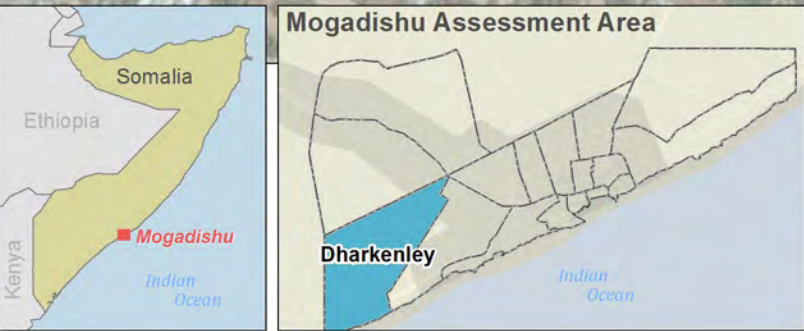 Somalia
Ethiopia
Mogadishu
Kenya
Indian
Ocean
Mogadishu Assessment Area
Dharkenley
Indian
Ocean